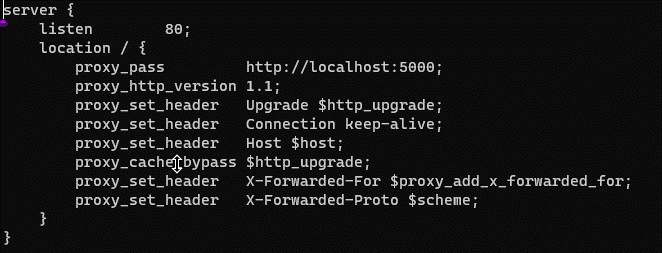 server {
    listen        80;
    location / {
        proxy_pass         http://localhost:5000;
        proxy_http_version 1.1;
        proxy_set_header   Upgrade $http_upgrade;
        proxy_set_header   Connection keep-alive;
        proxy_set_header   Host $host;
        proxy_cache_bypass $http_upgrade;
        proxy_set_header   X-Forwarded-For $proxy_add_x_forwarded_for;
        proxy_set_header   X-Forwarded-Proto $scheme;
    }
}